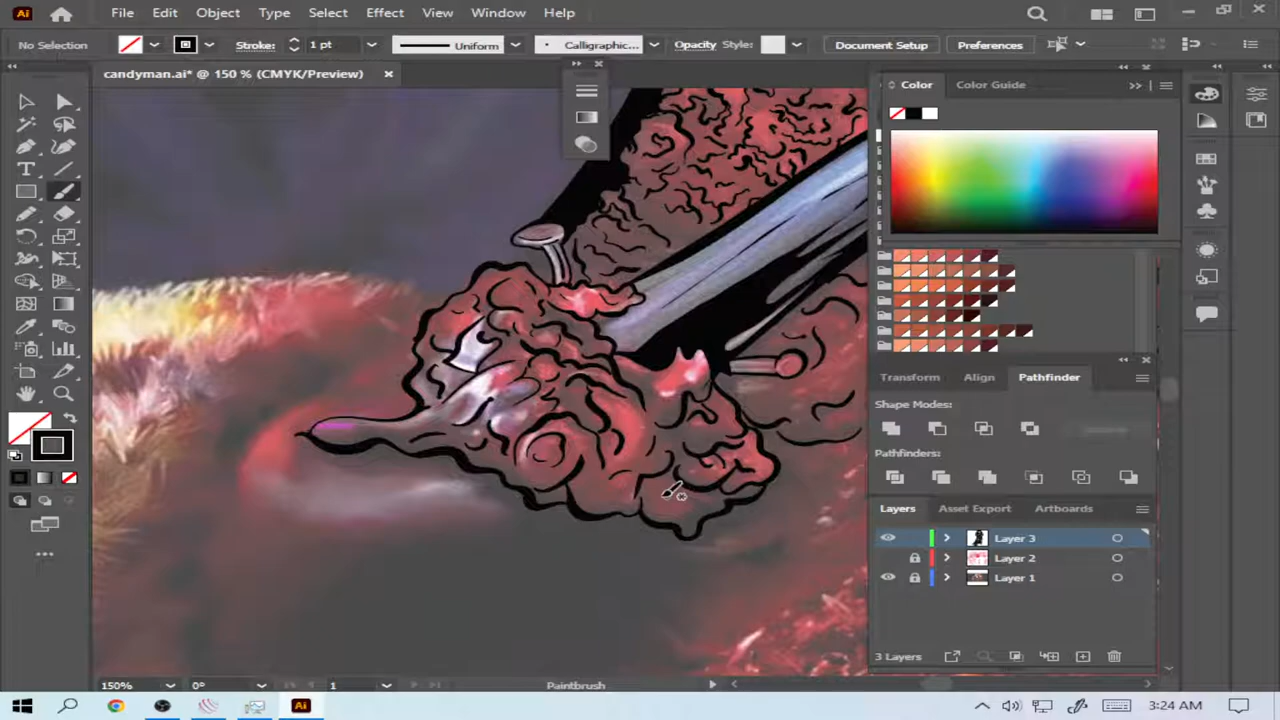 Ai File Edit Object Type Select Effect View Window Help
No Selection Stroke: 1 pt Uniform Calligraphic... Opacity Style: Document Setup Preferences
candyman.ai* @ 150 % (CMYK/Preview)
Color Color Guide
Transform Align Pathfinder
Shape Modes:
Pathfinders:
Layers Asset Export Artboards
Layer 3
Layer 2
Layer 1
3 Layers
150% 0° 1 Paintbrush
Ai 3:24 AM